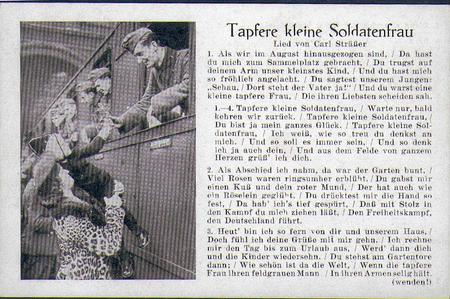 Tapfere kleine Soldatenfrau
Lied von Carl Sträßer
1. Als wir im August hinausgezogen sind, / Da hast
du mich zum Sammelplatz gebracht, / Du trugst auf
deinem Arm unser kleinstes Kind, / Und du hast mich
so fröhlich angelacht. / Du sagtest unserem Jungen:
„Schau, / Dort steht der Vater ja!“ / Und du warst eine
kleine tapfere Frau, / Die ihren Liebsten scheiden sah.
1.—4. Tapfere kleine Soldatenfrau, / Warte nur, bald
kehren wir zurück. / Tapfere kleine Soldatenfrau,
/ Du bist ja mein ganzes Glück. / Tapfere kleine Sol-
datenfrau, / Ich weiß, wie so treu du denkst an
mich. / Und so soll es immer sein, / Und so denk
ich ja auch dein, / Und aus dem Felde von ganzem
Herzen grüß' ich dich.
2. Als Abschied ich nahm, da war der Garten bunt. /
Viel Rosen waren ringsumher erblüht. / Du gabst mir
einen Kuß und dein roter Mund, / Der hat auch wie
ein Röselein geglüht. / Du drücktest mir die Hand so
fest, / Da hab' ich's tief gespürt, / Daß mit Stolz in
den Kampf du mich ziehen läßt, / Den Freiheitskampf,
den Deutschland führt.
3. Heut' bin ich so fern von dir und unserem Haus, /
Doch fühl ich deine Grüße mit mir gehn. / Ich rechne
mir den Tag bis zum Urlaub aus, / Werd' dann dich
und die Kinder wiedersehn. / Du stehst am Gartentore
dann; / Wie schön ist da die Welt, / Wenn die tapfere
Frau ihren feldgrauen Mann / In ihren Armen selig hält.
(wenden!)